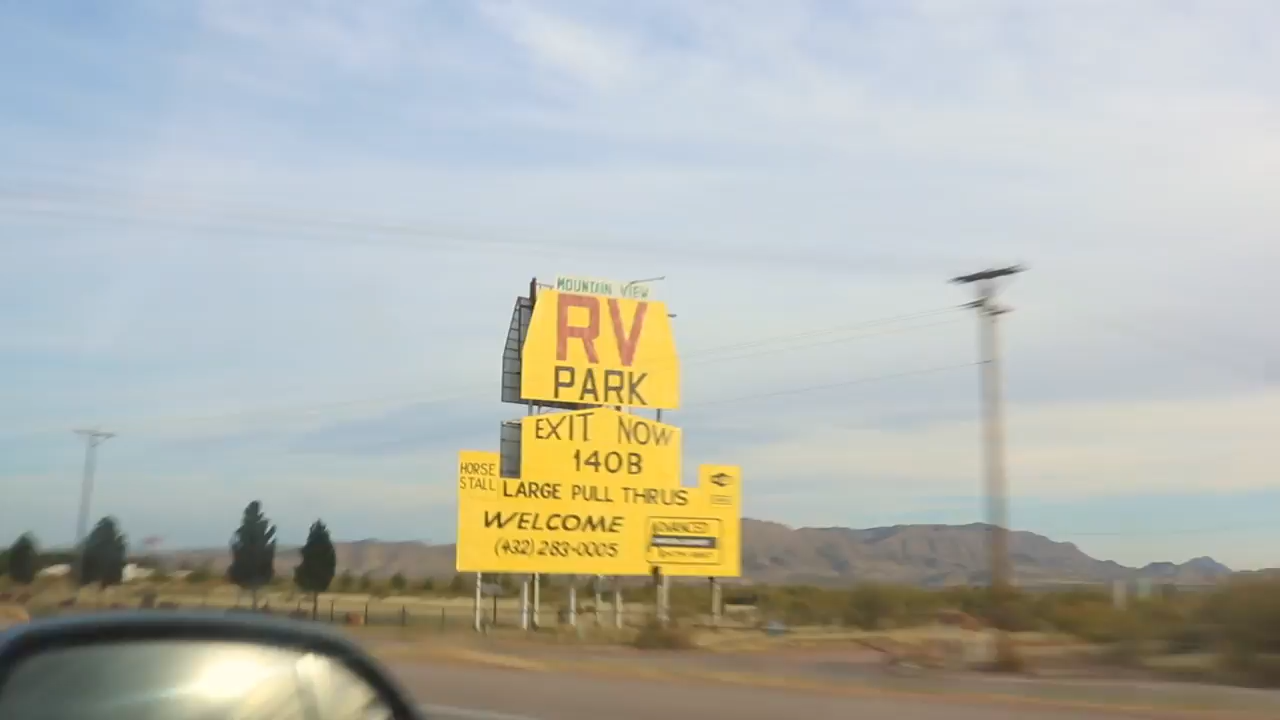 MOUNTAIN VIEW
RV
PARK
EXIT NOW
140B
HORSE
STALL
LARGE PULL THRUS
WELCOME
(432) 283-0005
ADVANCED